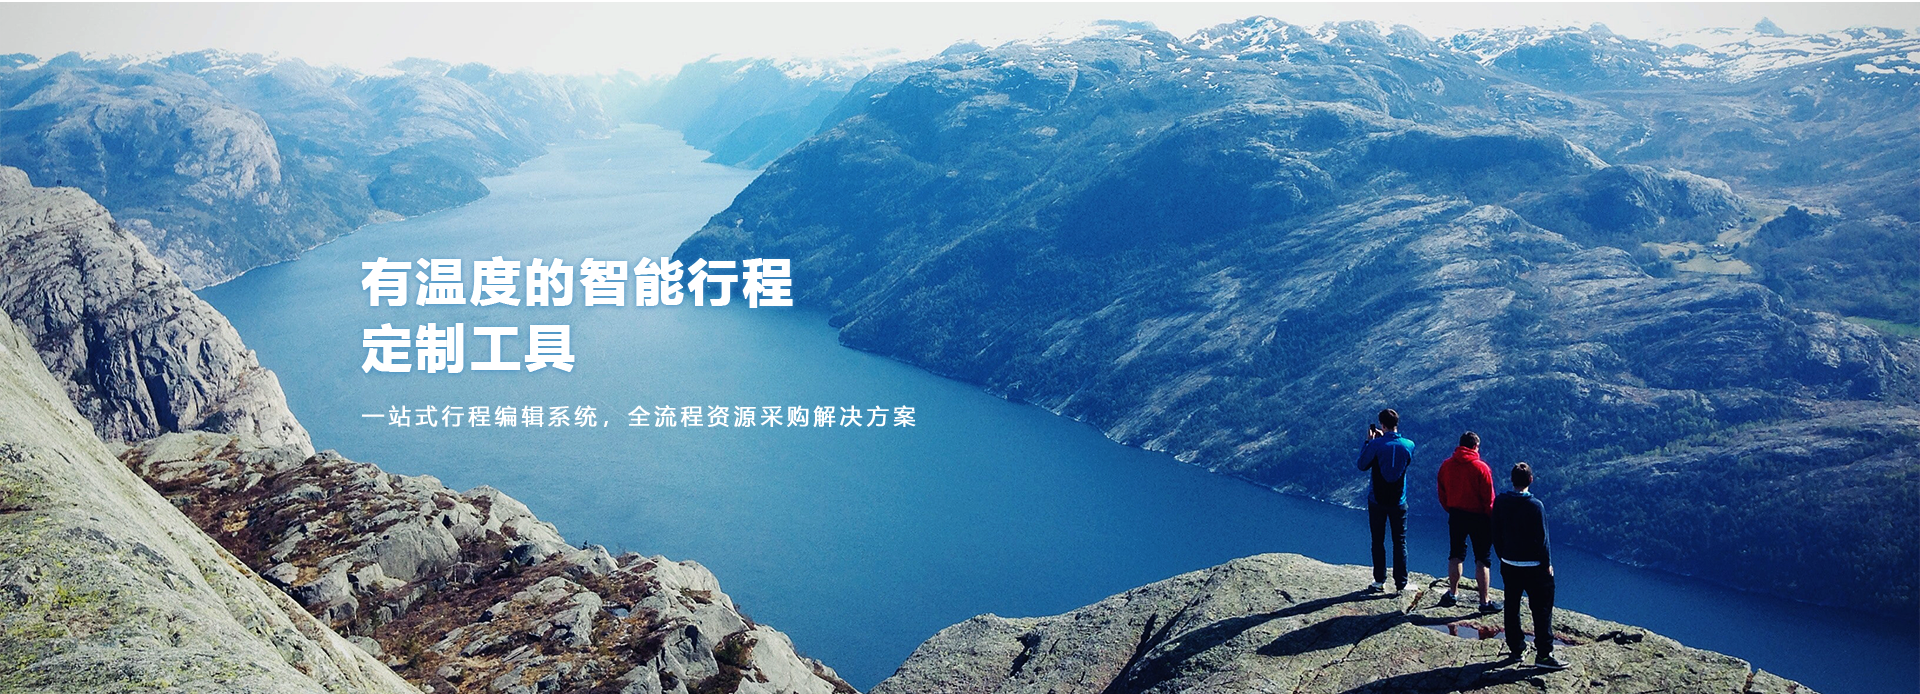 有温度的智能行程
定制工具
一站式行程编辑系统，全流程资源采购解决方案